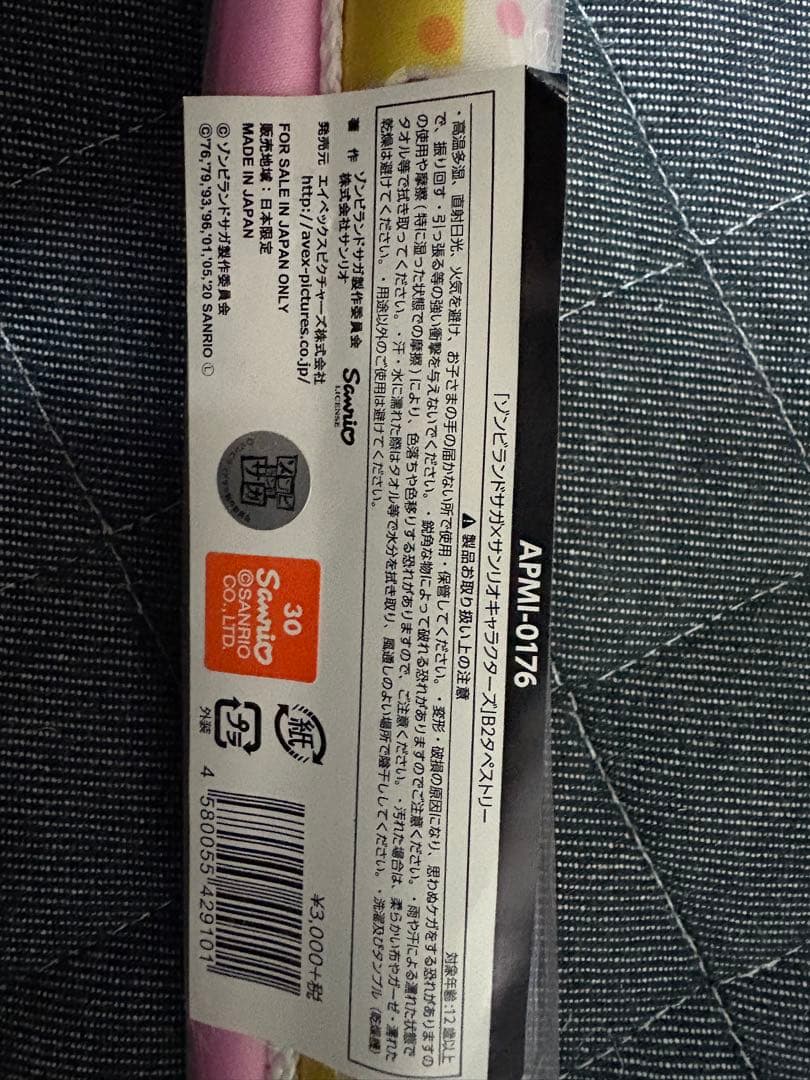 APMI-0176
「ゾンビランドサガ×サンリオキャラクターズ」B2タペストリー
⚠ 製品お取り扱い上の注意
対象年齢:12歳以上
・高温多湿、直射日光、火気を避け、お子さまの手の届かない所で使用・保管してください。・変形・破損の原因になり、思わぬケガをする恐れがありますの
で、振り回す・引っ張る等の強い衝撃を与えないでください。・鋭角な物によって破れる恐れがありますのでご注意ください。・雨や汗による濡れた状態で
の使用や摩擦(特に湿った状態での摩擦)により、色落ちや色移りする恐れがありますので、ご注意ください。・汚れた場合は、柔らかい布やガーゼ・濡れた
タオル等で拭き取ってください。・汗・水に濡れた際はタオル等で水分を拭き取り、風通しのよい場所で陰干ししてください。・洗濯及びタンブル(乾燥機)
乾燥は避けてください。・用途以外のご使用は避けてください。
著 作 ゾンビランドサガ製作委員会
株式会社サンリオ
Sanrio
LICENSE
発売元 エイベックスピクチャーズ株式会社
http://avex-pictures.co.jp/
FOR SALE IN JAPAN ONLY
販売地域：日本限定
MADE IN JAPAN
© ゾンビランドサガ製作委員会
©'76,'79,'93,'96,'01,'05,'20 SANRIO Ⓛ
ゾンビ
ランド
サガ
30
Sanrio
©SANRIO
CO., LTD.
紙
プラ
外装
¥3,000+税
4 580055 429101